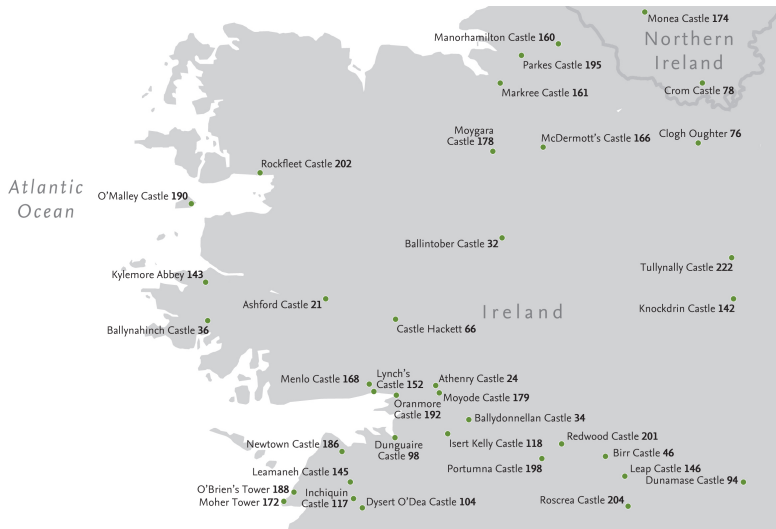 Monea Castle 174
Manorhamilton Castle 160
Northern
Ireland
Parkes Castle 195
Markree Castle 161
Crom Castle 78
Moygara
Castle 178
McDermott's Castle 166
Clogh Oughter 76
Rockfleet Castle 202
Atlantic
Ocean
O'Malley Castle 190
Ballintober Castle 32
Tullynally Castle 222
Kylemore Abbey 143
Ashford Castle 21
Knockdrin Castle 142
Ireland
Ballynahinch Castle 36
Castle Hackett 66
Menlo Castle 168
Lynch's
Castle 152
Athenry Castle 24
Moyode Castle 179
Oranmore
Castle 192
Ballydonnellan Castle 34
Newtown Castle 186
Dunguaire
Castle 98
Isert Kelly Castle 118
Redwood Castle 201
Birr Castle 46
Portumna Castle 198
Leap Castle 146
Leamaneh Castle 145
Dunamase Castle 94
O'Brien's Tower 188
Moher Tower 172
Inchiquin
Castle 117
Dysert O'Dea Castle 104
Roscrea Castle 204